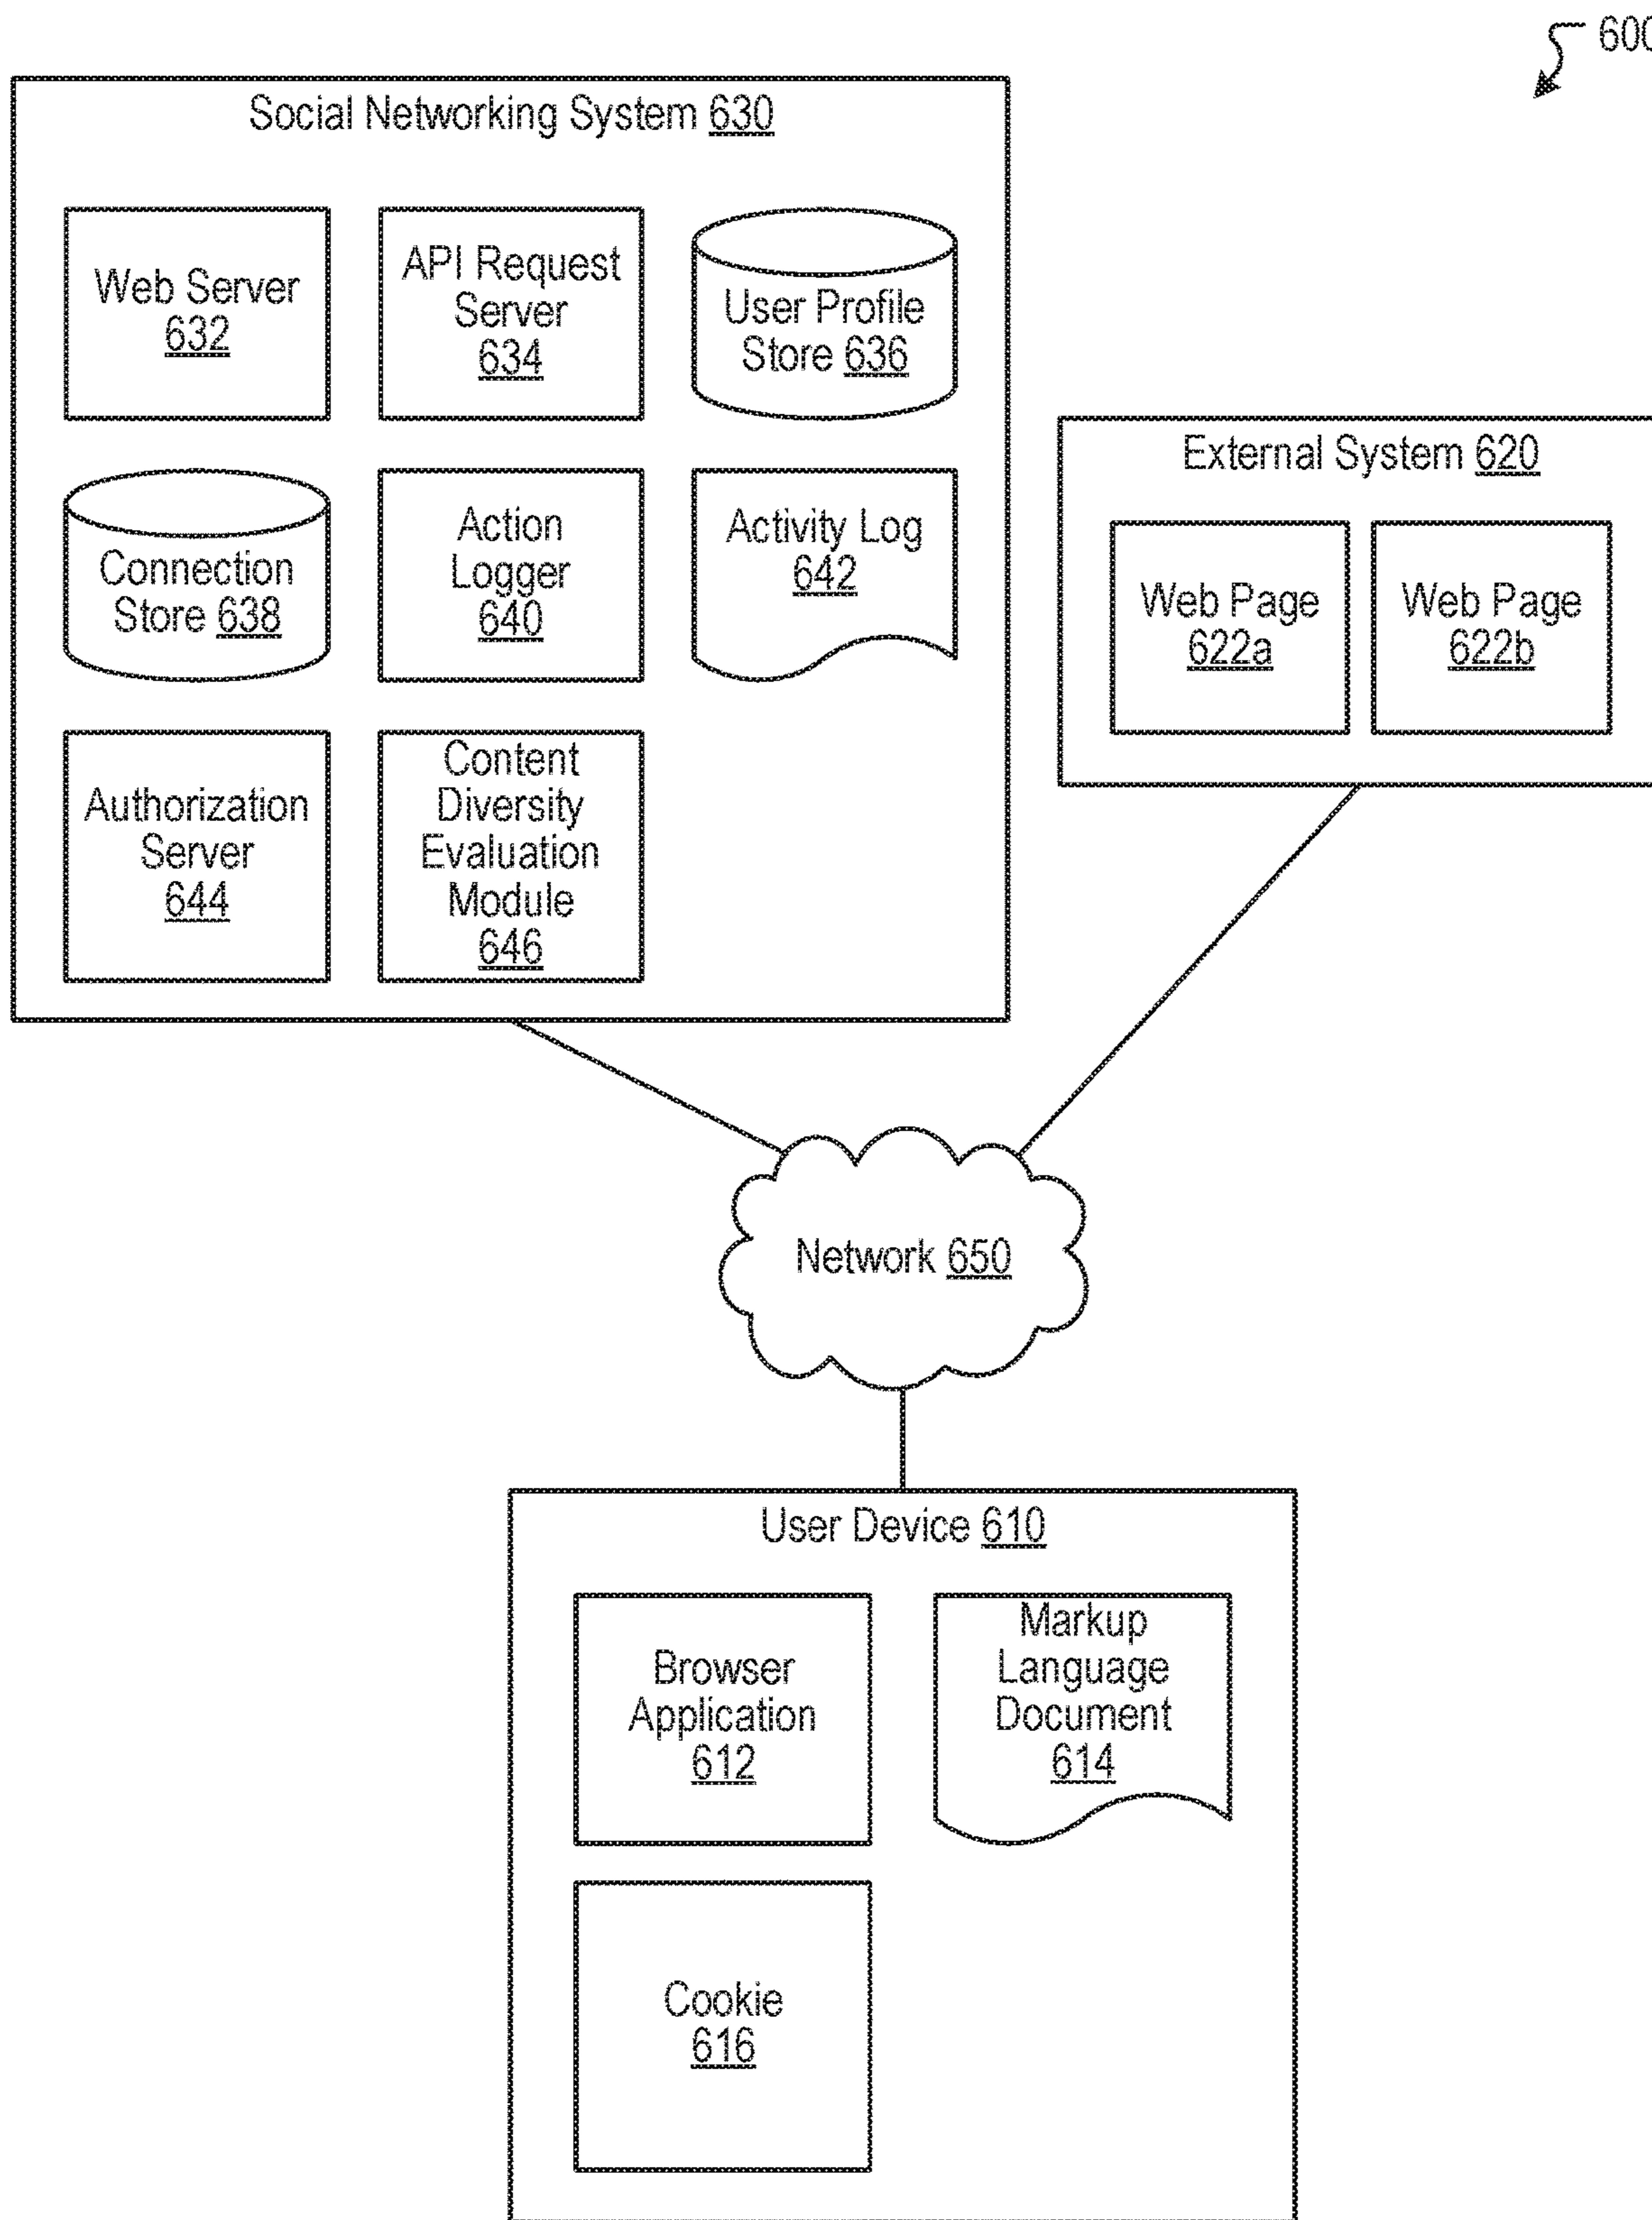 600
Social Networking System 630
Web Server
632
API Request
Server
634
User Profile
Store 636
Connection
Store 638
Action
Logger
640
Activity Log
642
Authorization
Server
644
Content
Diversity
Evaluation
Module
646
External System 620
Web Page
622a
Web Page
622b
Network 650
User Device 610
Browser
Application
612
Markup
Language
Document
614
Cookie
616